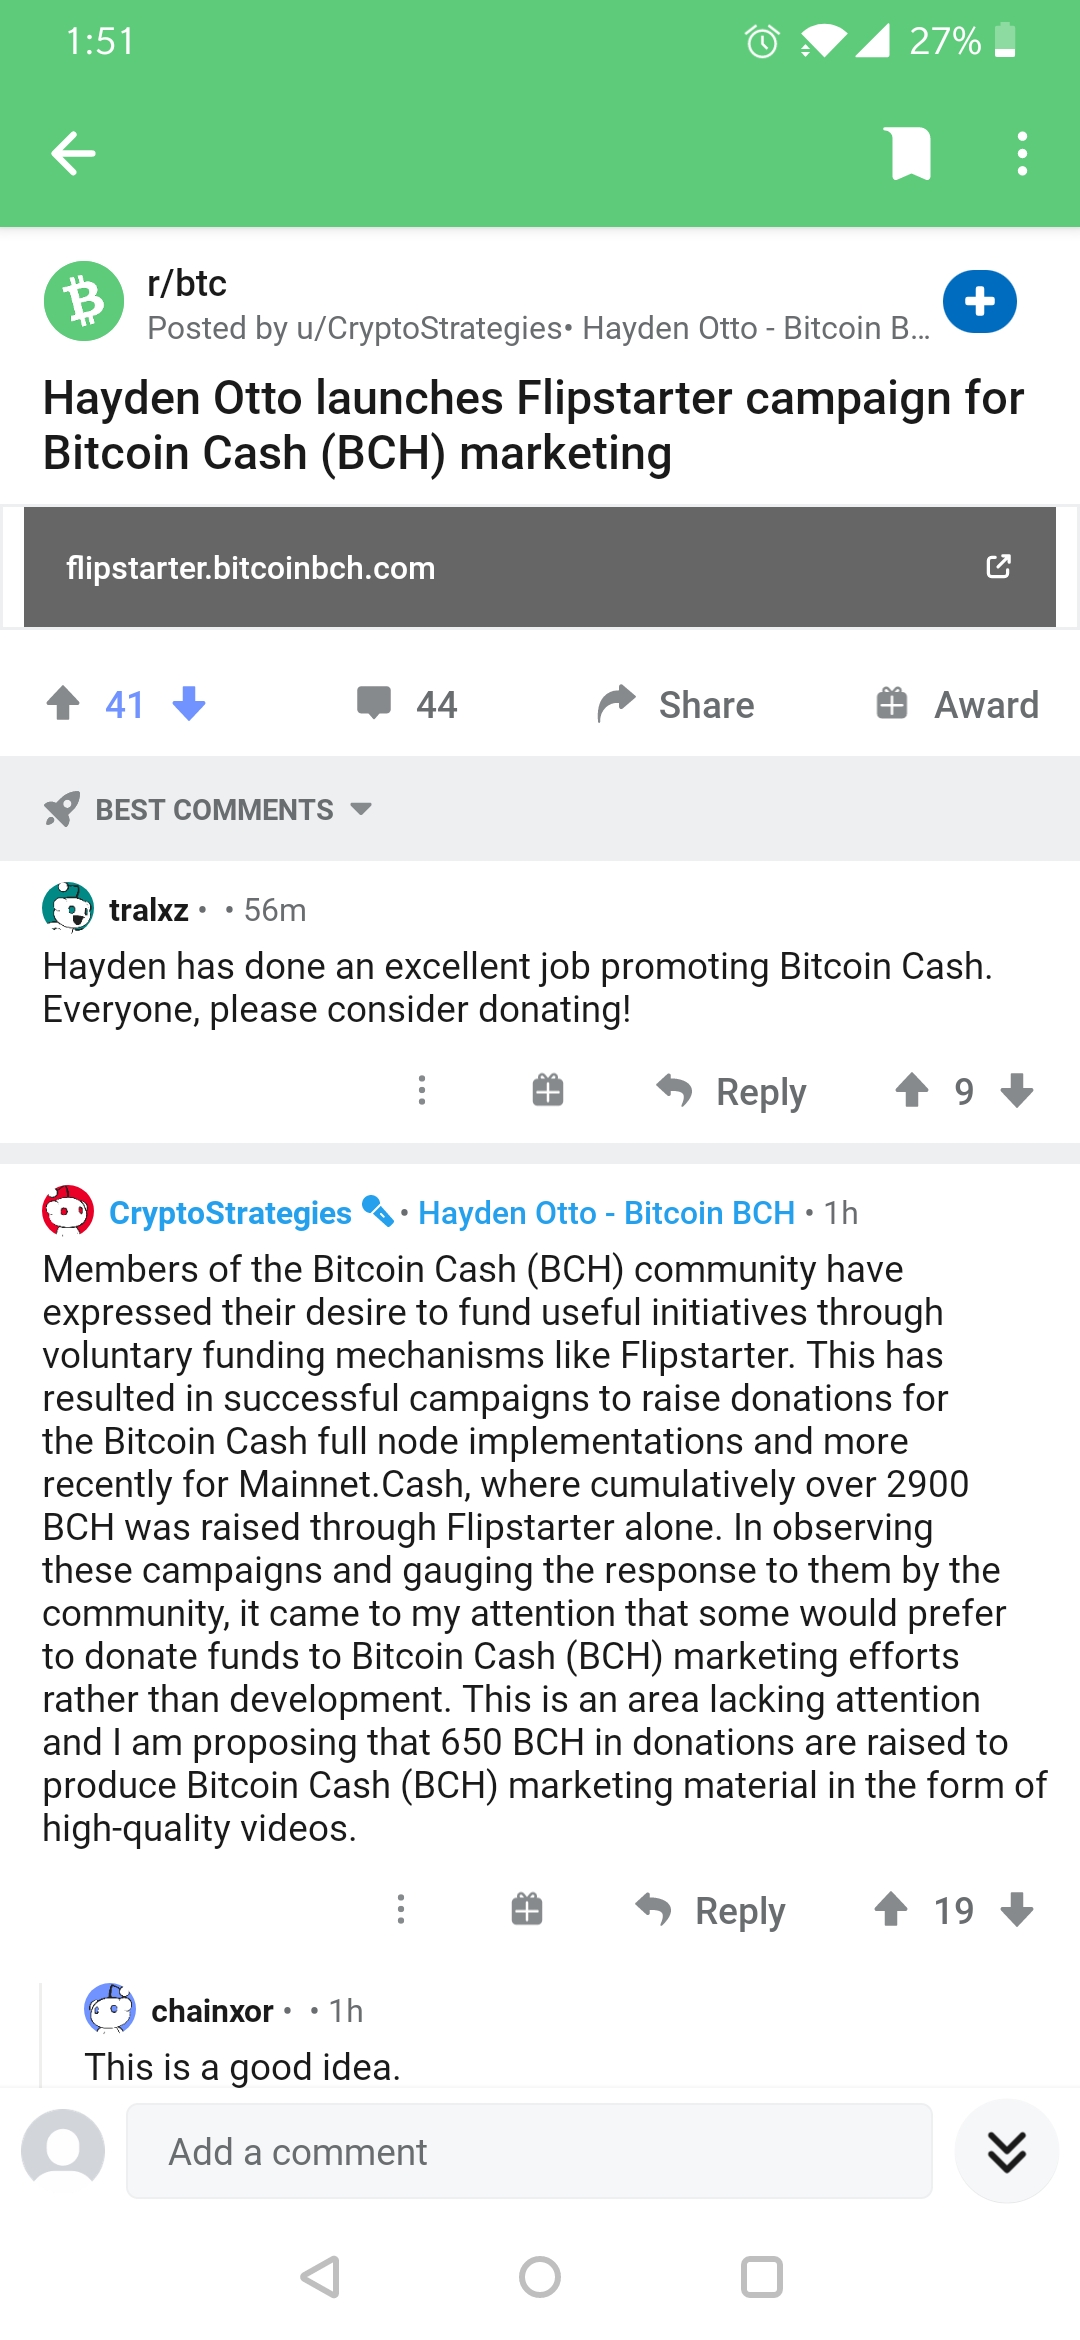 1:51
27%
r/btc
Posted by u/CryptoStrategies• Hayden Otto - Bitcoin B...
Hayden Otto launches Flipstarter campaign for
Bitcoin Cash (BCH) marketing
flipstarter.bitcoinbch.com
41
44
Share
Award
BEST COMMENTS
tralxz • • 56m
Hayden has done an excellent job promoting Bitcoin Cash.
Everyone, please consider donating!
Reply
9
CryptoStrategies • Hayden Otto - Bitcoin BCH • 1h
Members of the Bitcoin Cash (BCH) community have
expressed their desire to fund useful initiatives through
voluntary funding mechanisms like Flipstarter. This has
resulted in successful campaigns to raise donations for
the Bitcoin Cash full node implementations and more
recently for Mainnet.Cash, where cumulatively over 2900
BCH was raised through Flipstarter alone. In observing
these campaigns and gauging the response to them by the
community, it came to my attention that some would prefer
to donate funds to Bitcoin Cash (BCH) marketing efforts
rather than development. This is an area lacking attention
and I am proposing that 650 BCH in donations are raised to
produce Bitcoin Cash (BCH) marketing material in the form of
high-quality videos.
Reply
19
chainxor • • 1h
This is a good idea.
Add a comment